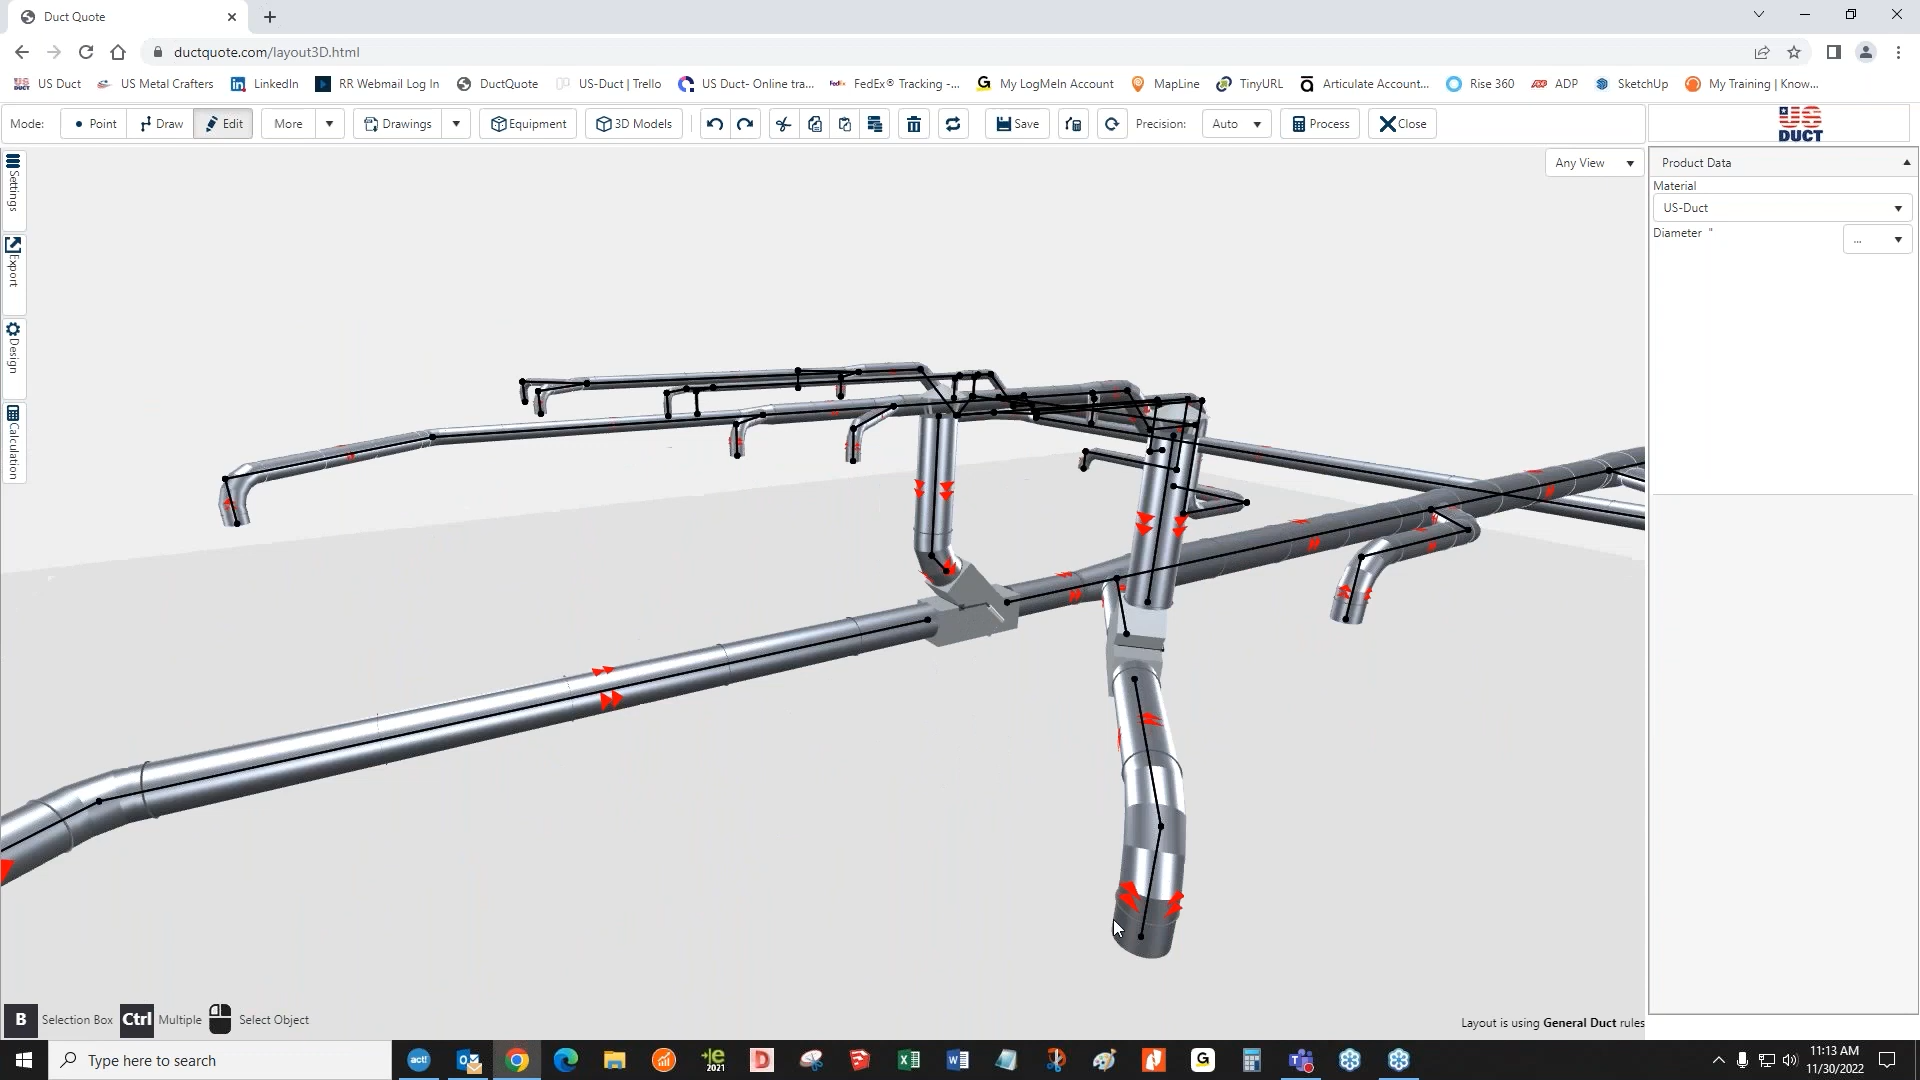 Duct Quote
ductquote.com/layout3D.html
US Duct
US Metal Crafters
LinkedIn
RR Webmail Log In
DuctQuote
US-Duct | Trello
US Duct- Online tra...
FedEx® Tracking -...
My LogMeIn Account
MapLine
TinyURL
Articulate Account...
Rise 360
ADP
SketchUp
My Training | Know...
Mode:
Point
Draw
Edit
More
Drawings
Equipment
3D Models
Save
Precision:
Auto
Process
Close
US
DUCT
Settings
Export
Design
Calculation
Any View
Product Data
Material
US-Duct
Diameter "
...
B Selection Box Ctrl Multiple Select Object
Layout is using General Duct rules
Type here to search
act!
2021
11:13 AM
11/30/2022